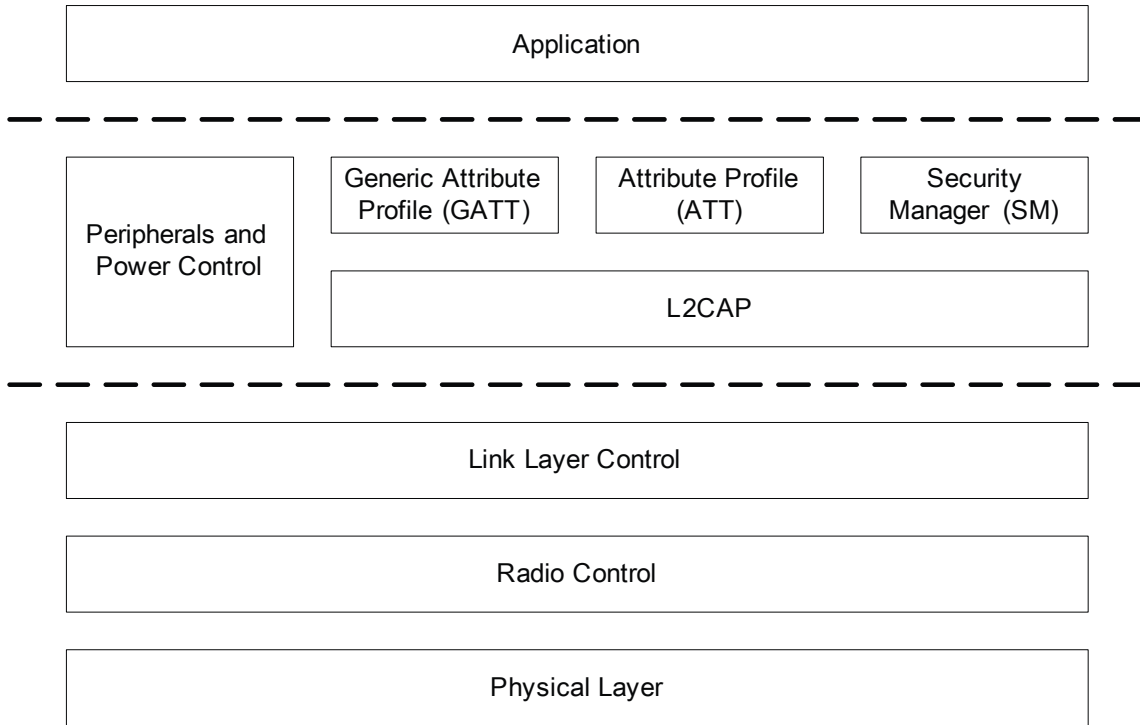 Application
Peripherals and
Power Control
Generic Attribute
Profile (GATT)
Attribute Profile
(ATT)
Security
Manager (SM)
L2CAP
Link Layer Control
Radio Control
Physical Layer